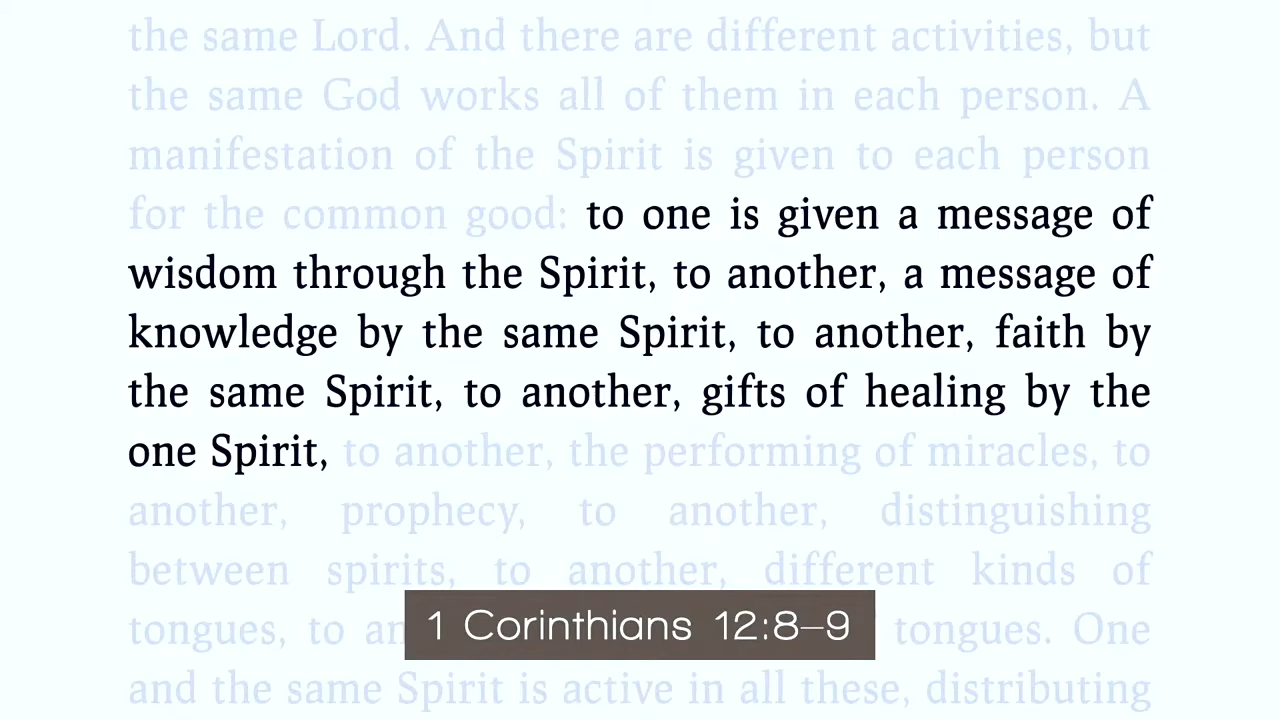 the same Lord. And there are different activities, but
the same God works all of them in each person. A
manifestation of the Spirit is given to each person
for the common good: to one is given a message of
wisdom through the Spirit, to another, a message of
knowledge by the same Spirit, to another, faith by
the same Spirit, to another, gifts of healing by the
one Spirit, to another, the performing of miracles, to
another, prophecy, to another, distinguishing
between spirits, to another, different kinds of
tongues, to an tongues. One
1 Corinthians 12:8–9
and the same Spirit is active in all these, distributing